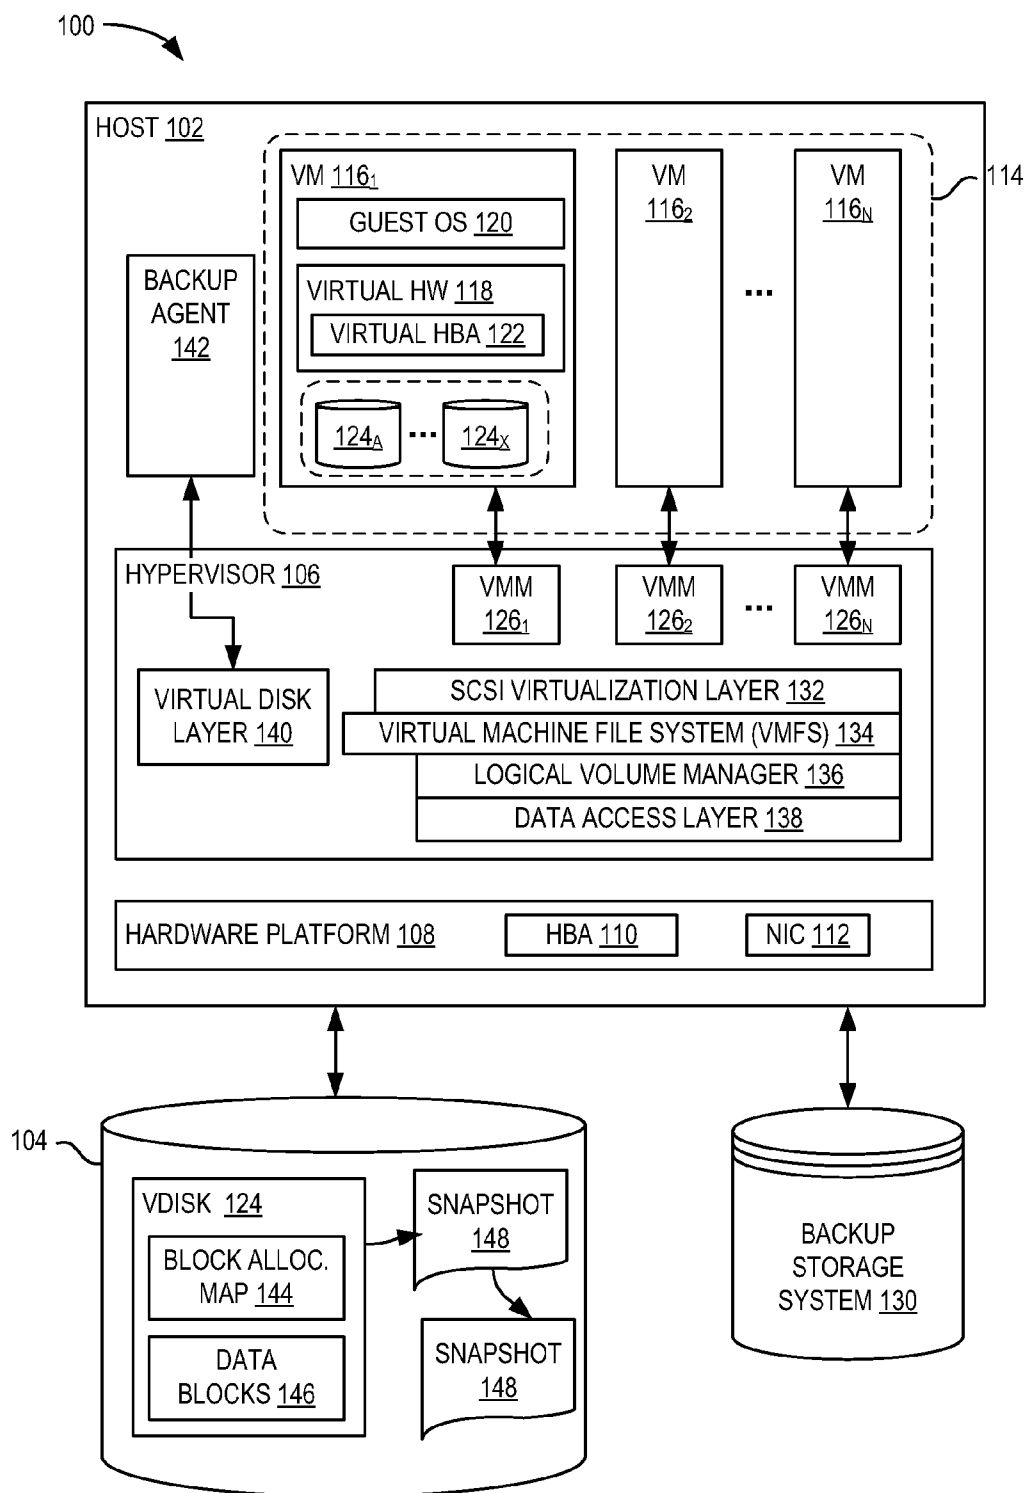 100
HOST 102
114
VM 116₁
GUEST OS 120
VIRTUAL HW 118
VIRTUAL HBA 122
124A ... 124X
VM
116₂
...
VM
116N
BACKUP
AGENT
142
HYPERVISOR 106
VMM
126₁
VMM
126₂
...
VMM
126N
VIRTUAL DISK
LAYER 140
SCSI VIRTUALIZATION LAYER 132
VIRTUAL MACHINE FILE SYSTEM (VMFS) 134
LOGICAL VOLUME MANAGER 136
DATA ACCESS LAYER 138
HARDWARE PLATFORM 108
HBA 110
NIC 112
104
VDISK 124
BLOCK ALLOC.
MAP 144
DATA
BLOCKS 146
SNAPSHOT
148
SNAPSHOT
148
BACKUP
STORAGE
SYSTEM 130